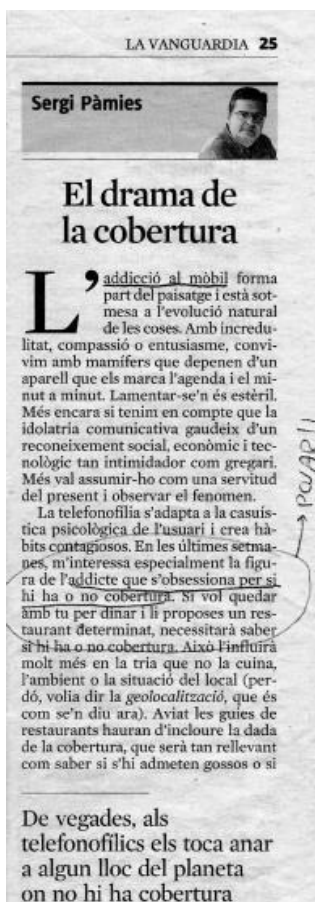 LA VANGUARDIA 25
Sergi Pàmies
El drama de
la cobertura
L'addicció al mòbil forma
part del paisatge i està sot-
mesa a l'evolució natural
de les coses. Amb incredu-
litat, compassió o entusiasme, convi-
vim amb mamífers que depenen d'un
aparell que els marca l'agenda i el mi-
nut a minut. Lamentar-se'n és estèril.
Més encara si tenim en compte que la
idolatria comunicativa gaudeix d'un
reconeixement social, econòmic i tec-
nològic tan intimidador com gregari.
Més val assumir-ho com una servitud
del present i observar el fenomen.
La telefonofília s'adapta a la casuís-
tica psicològica de l'usuari i crea hà-
bits contagiosos. En les últimes setma-
nes, m'interessa especialment la figu-
ra de l'addicte que s'obsessiona per si
hi ha o no cobertura. Si vol quedar
amb tu per dinar i li proposes un res-
taurant determinat, necessitarà saber
si hi ha o no cobertura. Això l'influirà
molt més en la tria que no la cuina,
l'ambient o la situació del local (per-
dó, volia dir la geolocalització, que és
com se'n diu ara). Aviat les guies de
restaurants hauran d'incloure la dada
de la cobertura, que serà tan rellevant
com saber si s'hi admeten gossos o si
De vegades, als
telefonofílics els toca anar
a algun lloc del planeta
on no hi ha cobertura